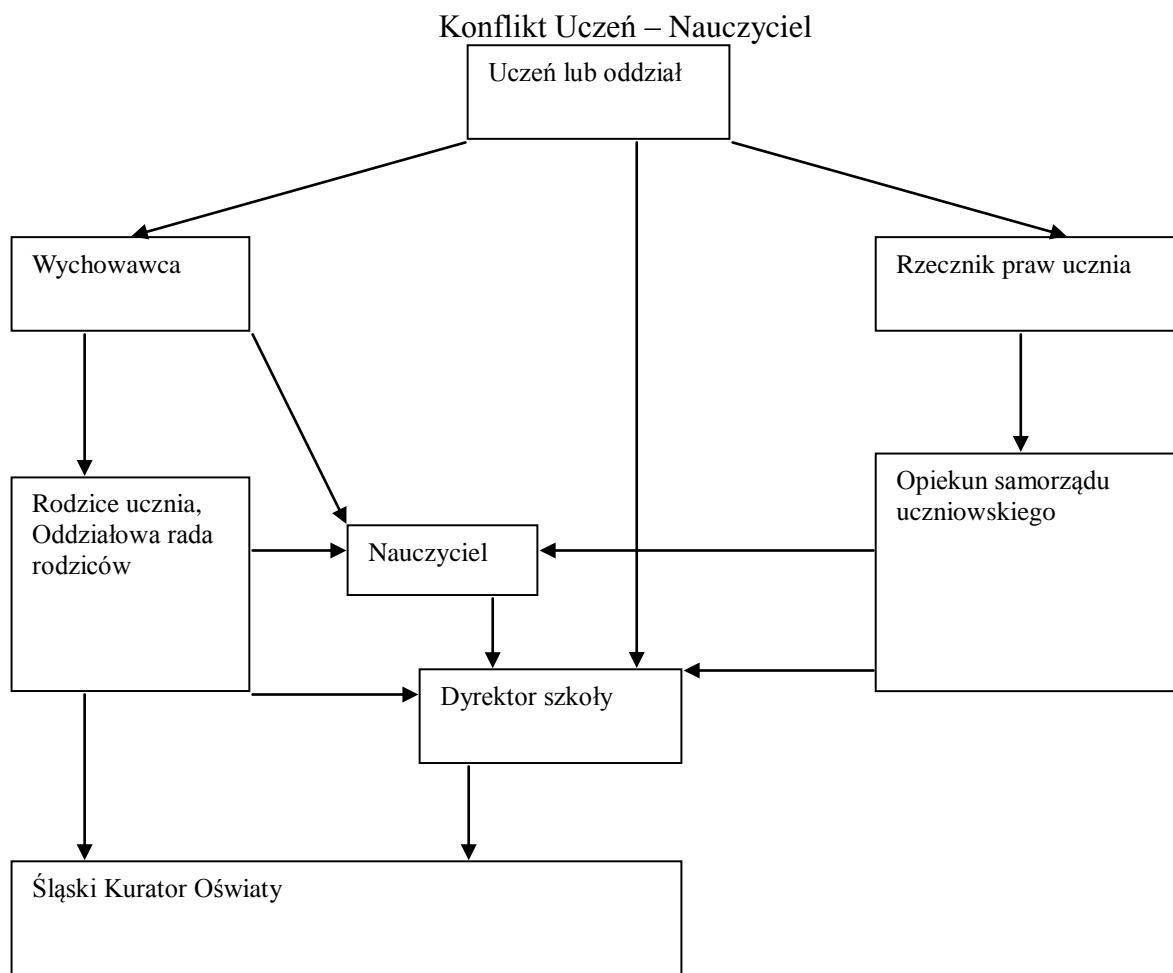 Konflikt Uczeń – Nauczyciel
Uczeń lub oddział
Wychowawca
Rzecznik praw ucznia
Rodzice ucznia,
Oddziałowa rada
rodziców
Nauczyciel
Opiekun samorządu
uczniowskiego
Dyrektor szkoły
Śląski Kurator Oświaty